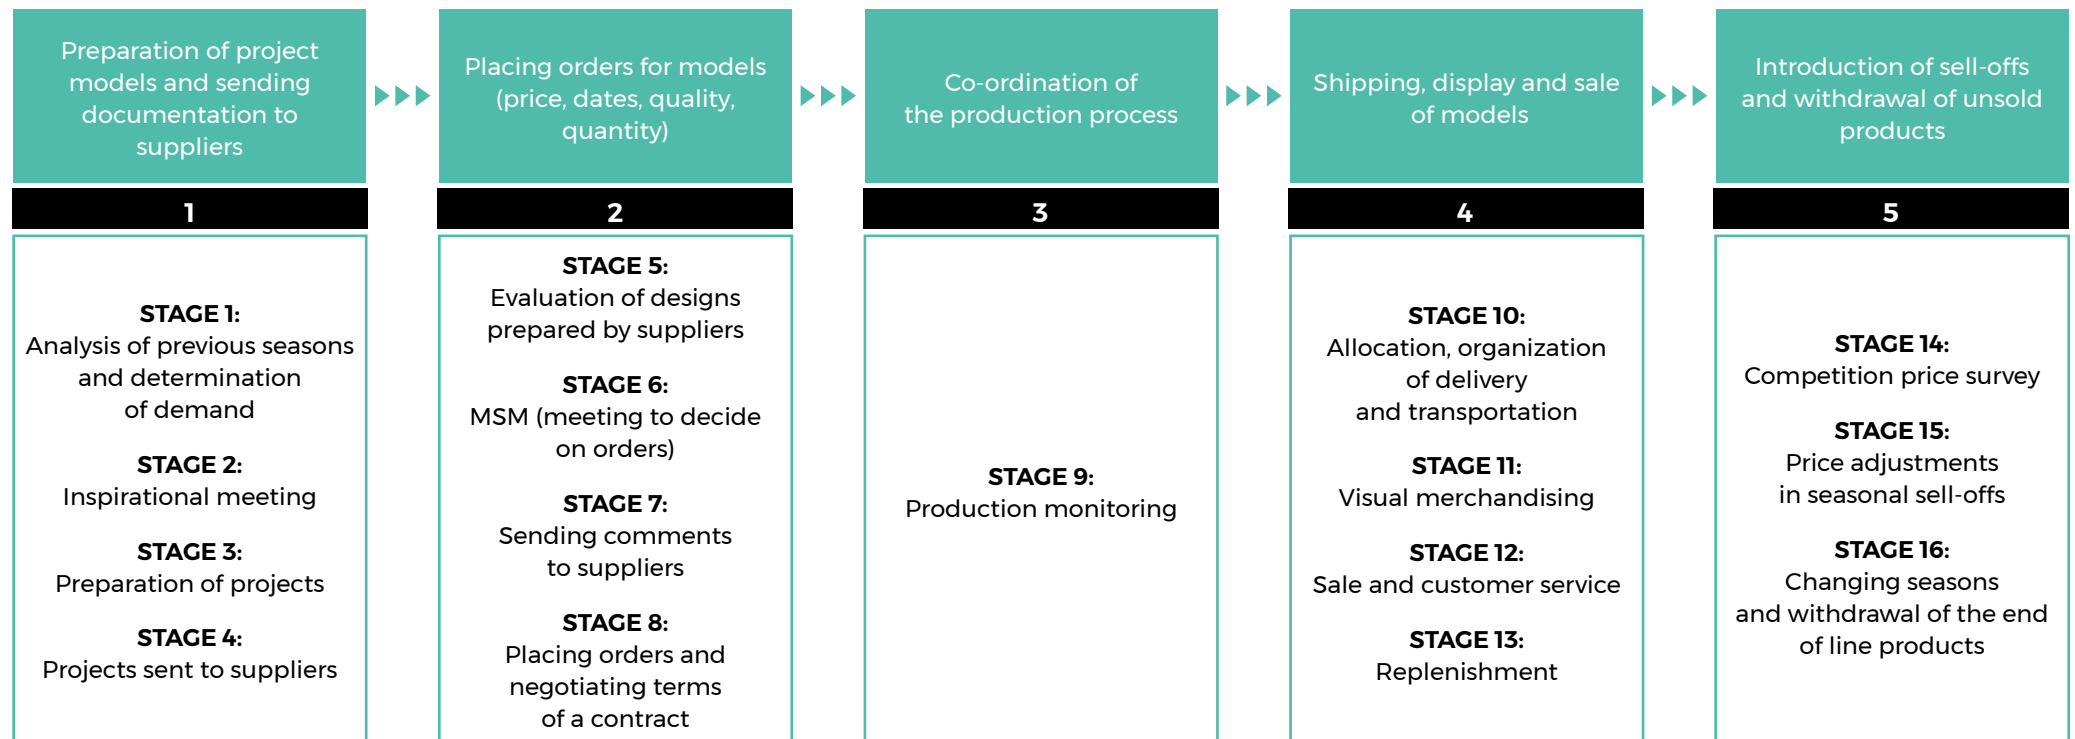 Preparation of project
models and sending
documentation to
suppliers
1
STAGE 1:
Analysis of previous seasons
and determination
of demand
STAGE 2:
Inspirational meeting
STAGE 3:
Preparation of projects
STAGE 4:
Projects sent to suppliers
Placing orders for models
(price, dates, quality,
quantity)
2
STAGE 5:
Evaluation of designs
prepared by suppliers
STAGE 6:
MSM (meeting to decide
on orders)
STAGE 7:
Sending comments
to suppliers
STAGE 8:
Placing orders and
negotiating terms
of a contract
Co-ordination of
the production process
3
STAGE 9:
Production monitoring
Shipping, display and sale
of models
4
STAGE 10:
Allocation, organization
of delivery
and transportation
STAGE 11:
Visual merchandising
STAGE 12:
Sale and customer service
STAGE 13:
Replenishment
Introduction of sell-offs
and withdrawal of unsold
products
5
STAGE 14:
Competition price survey
STAGE 15:
Price adjustments
in seasonal sell-offs
STAGE 16:
Changing seasons
and withdrawal of the end
of line products